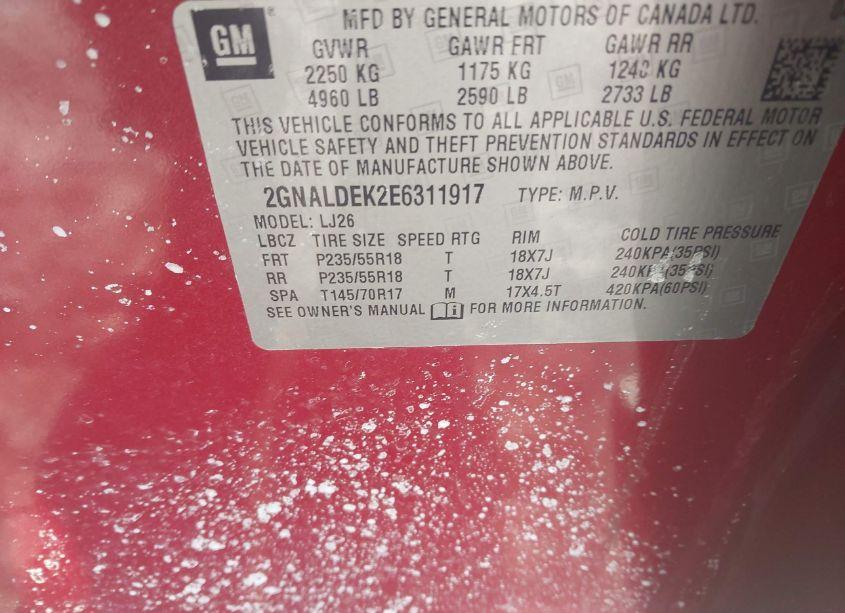 GM
MFD BY GENERAL MOTORS OF CANADA LTD.
GVWR GAWR FRT GAWR RR
2250 KG 1175 KG 1240 KG
4960 LB 2590 LB 2733 LB
THIS VEHICLE CONFORMS TO ALL APPLICABLE U.S. FEDERAL MOTOR
VEHICLE SAFETY AND THEFT PREVENTION STANDARDS IN EFFECT ON
THE DATE OF MANUFACTURE SHOWN ABOVE.
2GNALDEK2E6311917 TYPE: M.P.V.
MODEL: LJ26
LBCZ TIRE SIZE SPEED RTG RIM COLD TIRE PRESSURE
FRT P235/55R18 T 18X7J 240KPA(35PSI)
RR P235/55R18 T 18X7J 240KPA(35PSI)
SPA T145/70R17 M 17X4.5T 420KPA(60PSI)
SEE OWNER'S MANUAL FOR MORE INFORMATION.